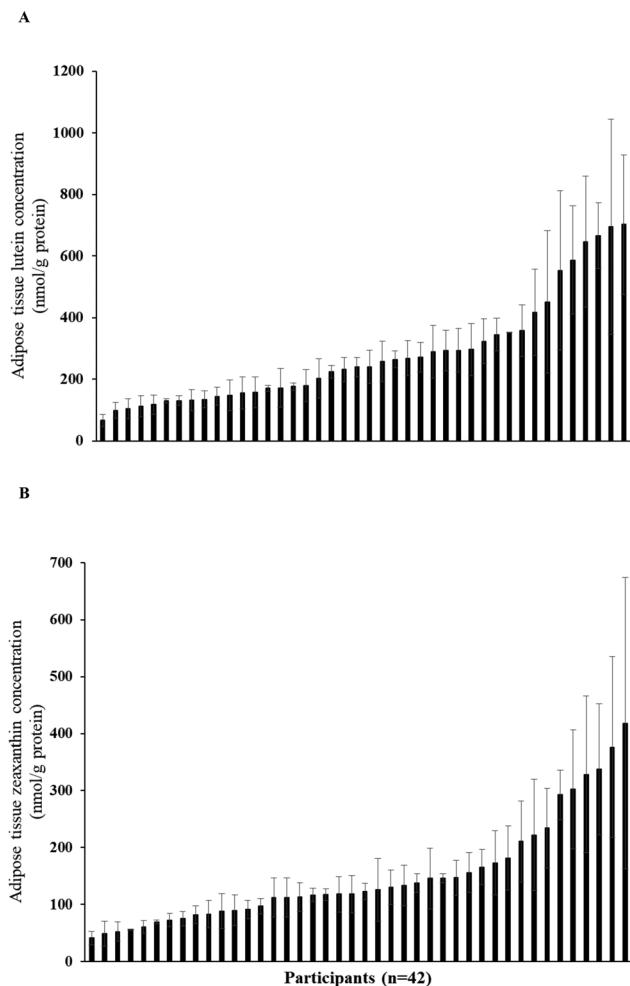 A
1200
1000
800
600
400
200
0
Adipose tissue lutein concentration
(nmol/g protein)
B
700
600
500
400
300
200
100
0
Adipose tissue zeaxanthin concentration
(nmol/g protein)
Participants (n=42)